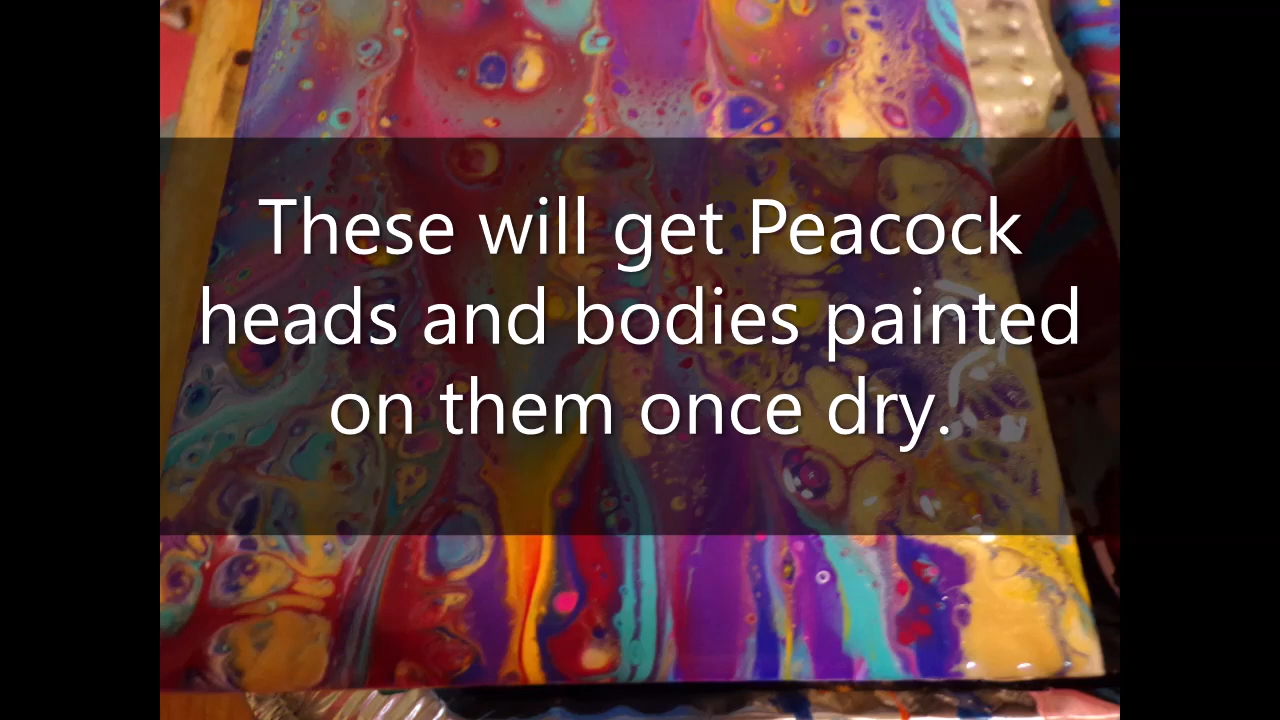 These will get Peacock
heads and bodies painted
on them once dry.